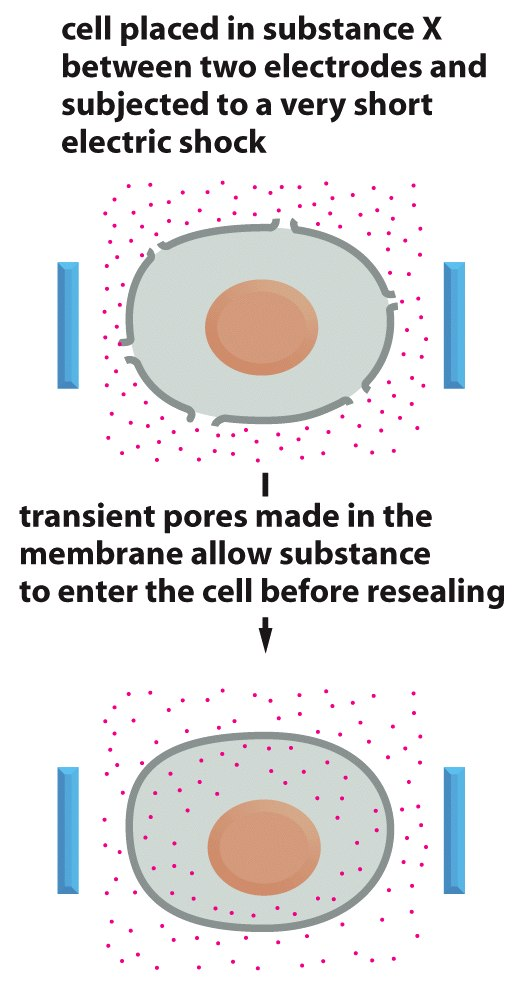 cell placed in substance X
between two electrodes and
subjected to a very short
electric shock
transient pores made in the
membrane allow substance
to enter the cell before resealing